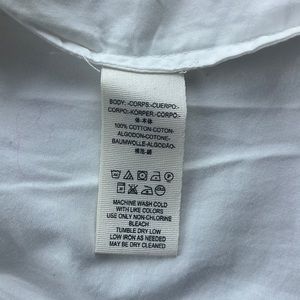 BODY:-CORPS:-CUERPO:-
CORPO:-KÖRPER:-CORPO:-
100% COTTON-COTON-
ALGODON-COTONE-
BAUMWOLLE-ALGODÃO-
MACHINE WASH COLD
WITH LIKE COLORS
USE ONLY NON-CHLORINE
BLEACH
TUMBLE DRY LOW
LOW IRON AS NEEDED
MAY BE DRY CLEANED